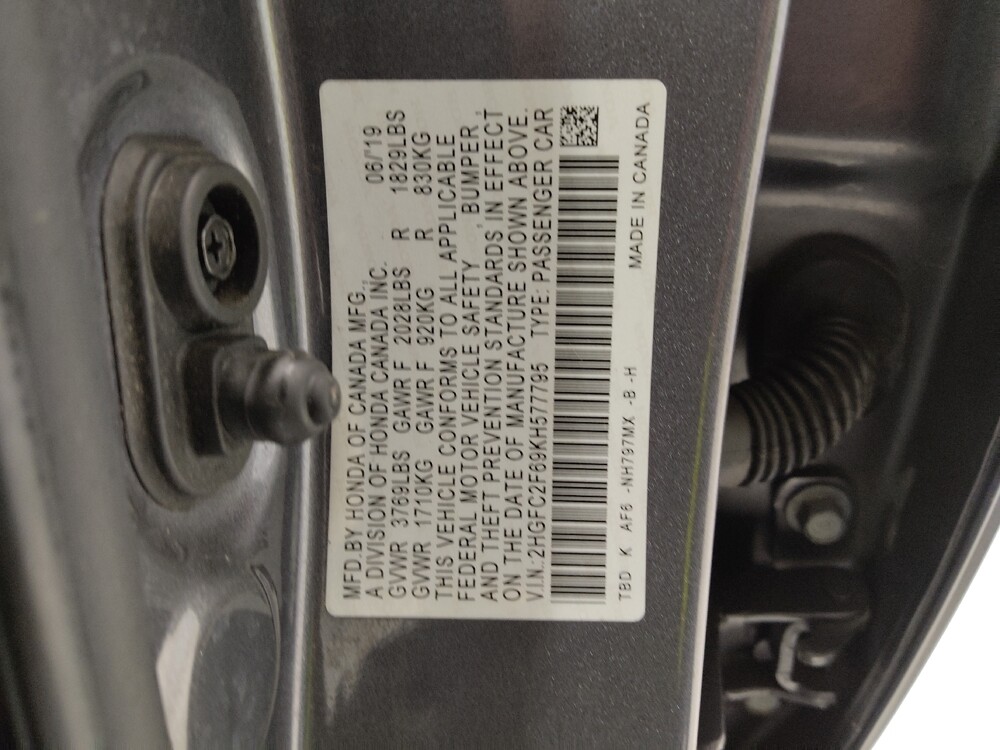 MFD.BY HONDA OF CANADA MFG.,
A DIVISION OF HONDA CANADA INC. 06/'19
GVWR 3769LBS GAWR F 2028LBS R 1829LBS
GVWR 1710KG GAWR F 920KG R 830KG
THIS VEHICLE CONFORMS TO ALL APPLICABLE
FEDERAL MOTOR VEHICLE SAFETY , BUMPER ,
AND THEFT PREVENTION STANDARDS IN EFFECT
ON THE DATE OF MANUFACTURE SHOWN ABOVE.
V.I.N.:2HGFC2F69KH577795 TYPE: PASSENGER CAR
TBD K AF6 -NH797MX -B -H MADE IN CANADA